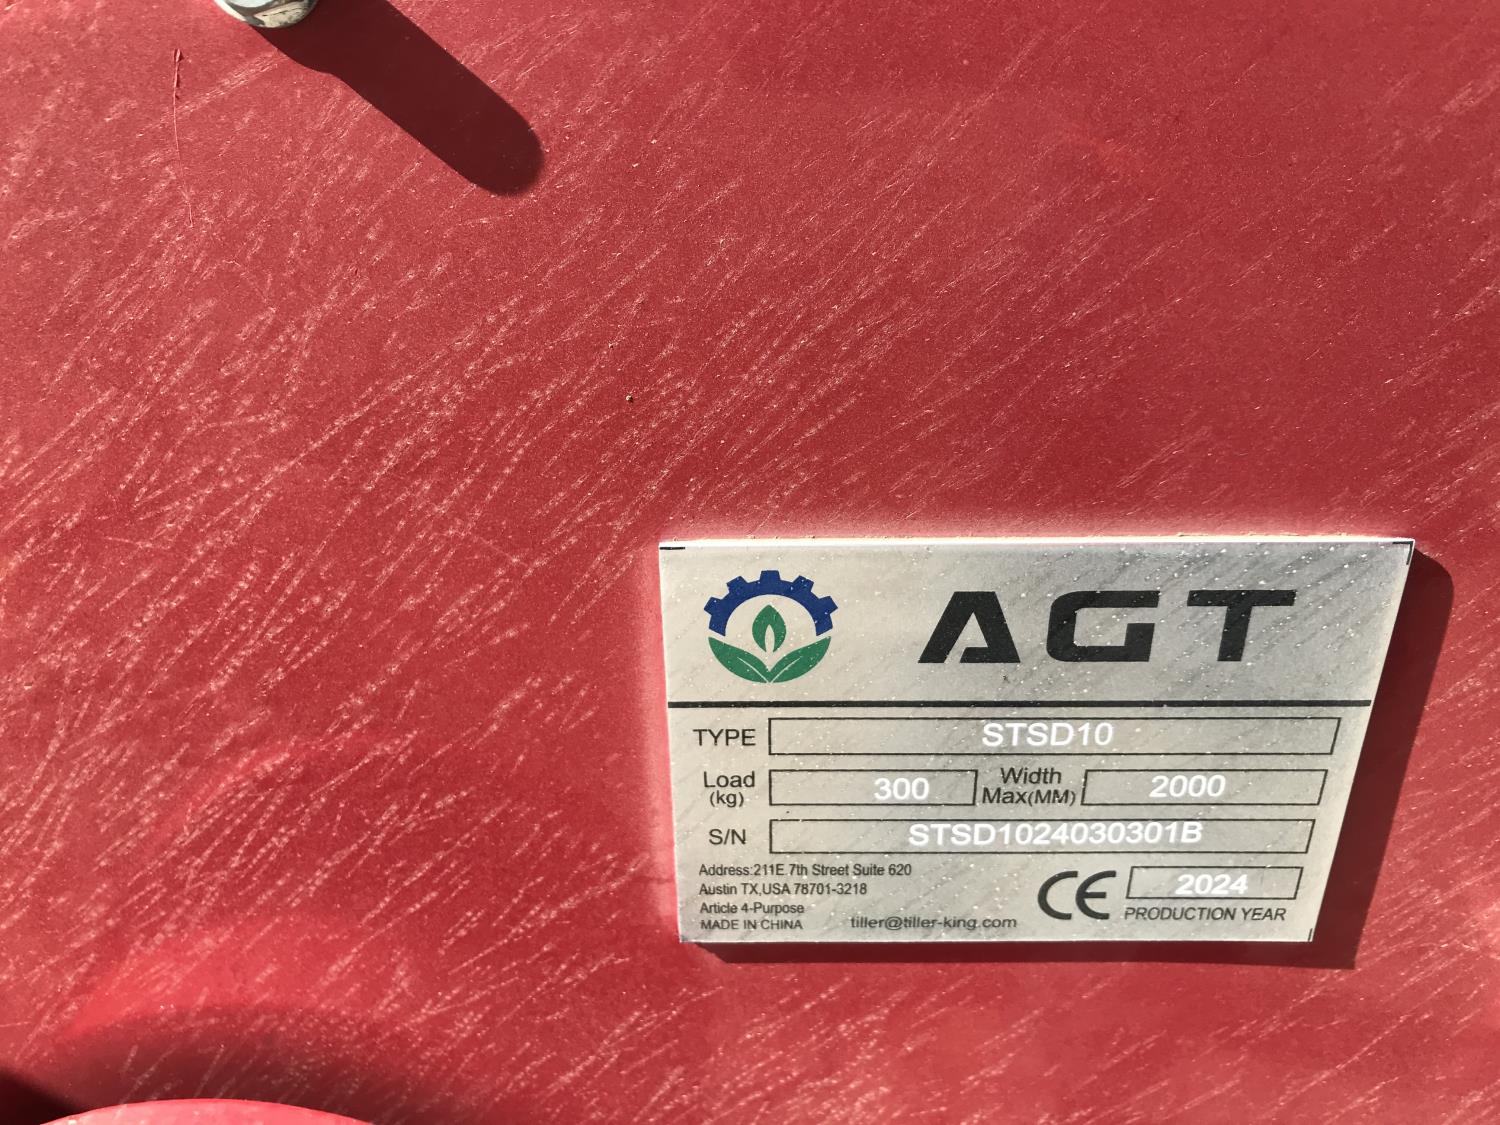 AGT
TYPE STSD10
Load (kg) 300 Width Max(MM) 2000
S/N STSD1024030301B
Address:211E 7th Street Suite 620
Austin TX,USA 78701-3218
Article 4-Purpose
MADE IN CHINA tiller@tiller-king.com
CE 2024
PRODUCTION YEAR